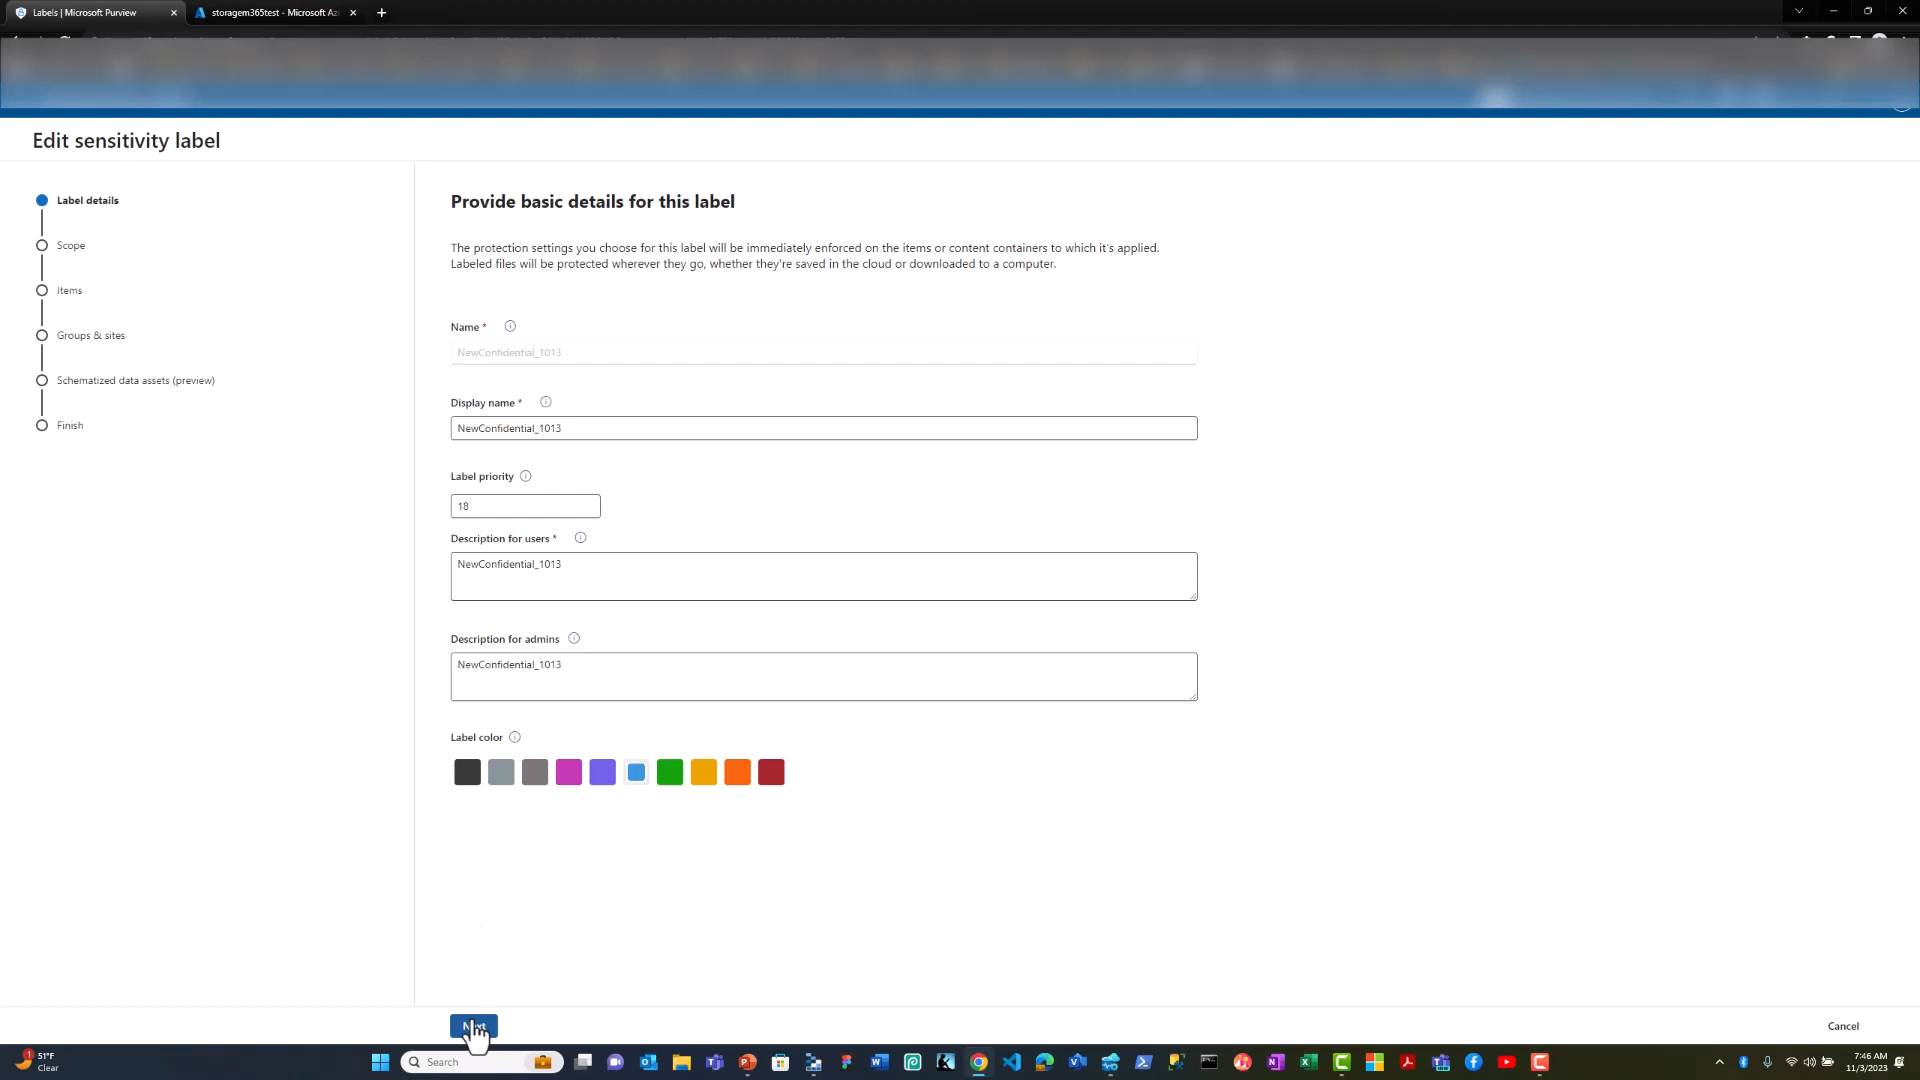 Labels | Microsoft Purview
storagem365test - Microsoft Az
Edit sensitivity label
Label details
Scope
Items
Groups & sites
Schematized data assets (preview)
Finish
Provide basic details for this label
The protection settings you choose for this label will be immediately enforced on the items or content containers to which it's applied.
Labeled files will be protected wherever they go, whether they're saved in the cloud or downloaded to a computer.
Name *
NewConfidential_1013
Display name *
NewConfidential_1013
Label priority
18
Description for users *
NewConfidential_1013
Description for admins
NewConfidential_1013
Label color
Next
Cancel
1
51°F
Clear
Search
7:46 AM
11/3/2023